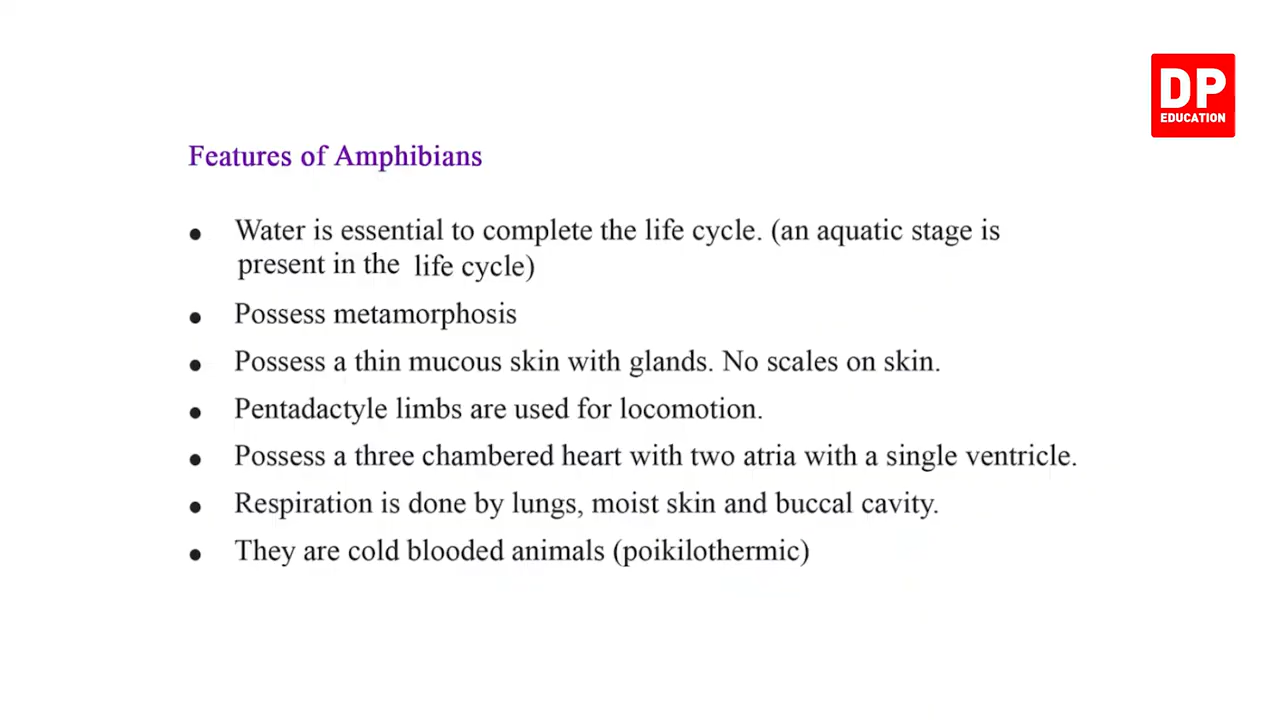 DP
EDUCATION
Features of Amphibians
● Water is essential to complete the life cycle. (an aquatic stage is
present in the life cycle)
● Possess metamorphosis
● Possess a thin mucous skin with glands. No scales on skin.
● Pentadactyle limbs are used for locomotion.
● Possess a three chambered heart with two atria with a single ventricle.
● Respiration is done by lungs, moist skin and buccal cavity.
● They are cold blooded animals (poikilothermic)